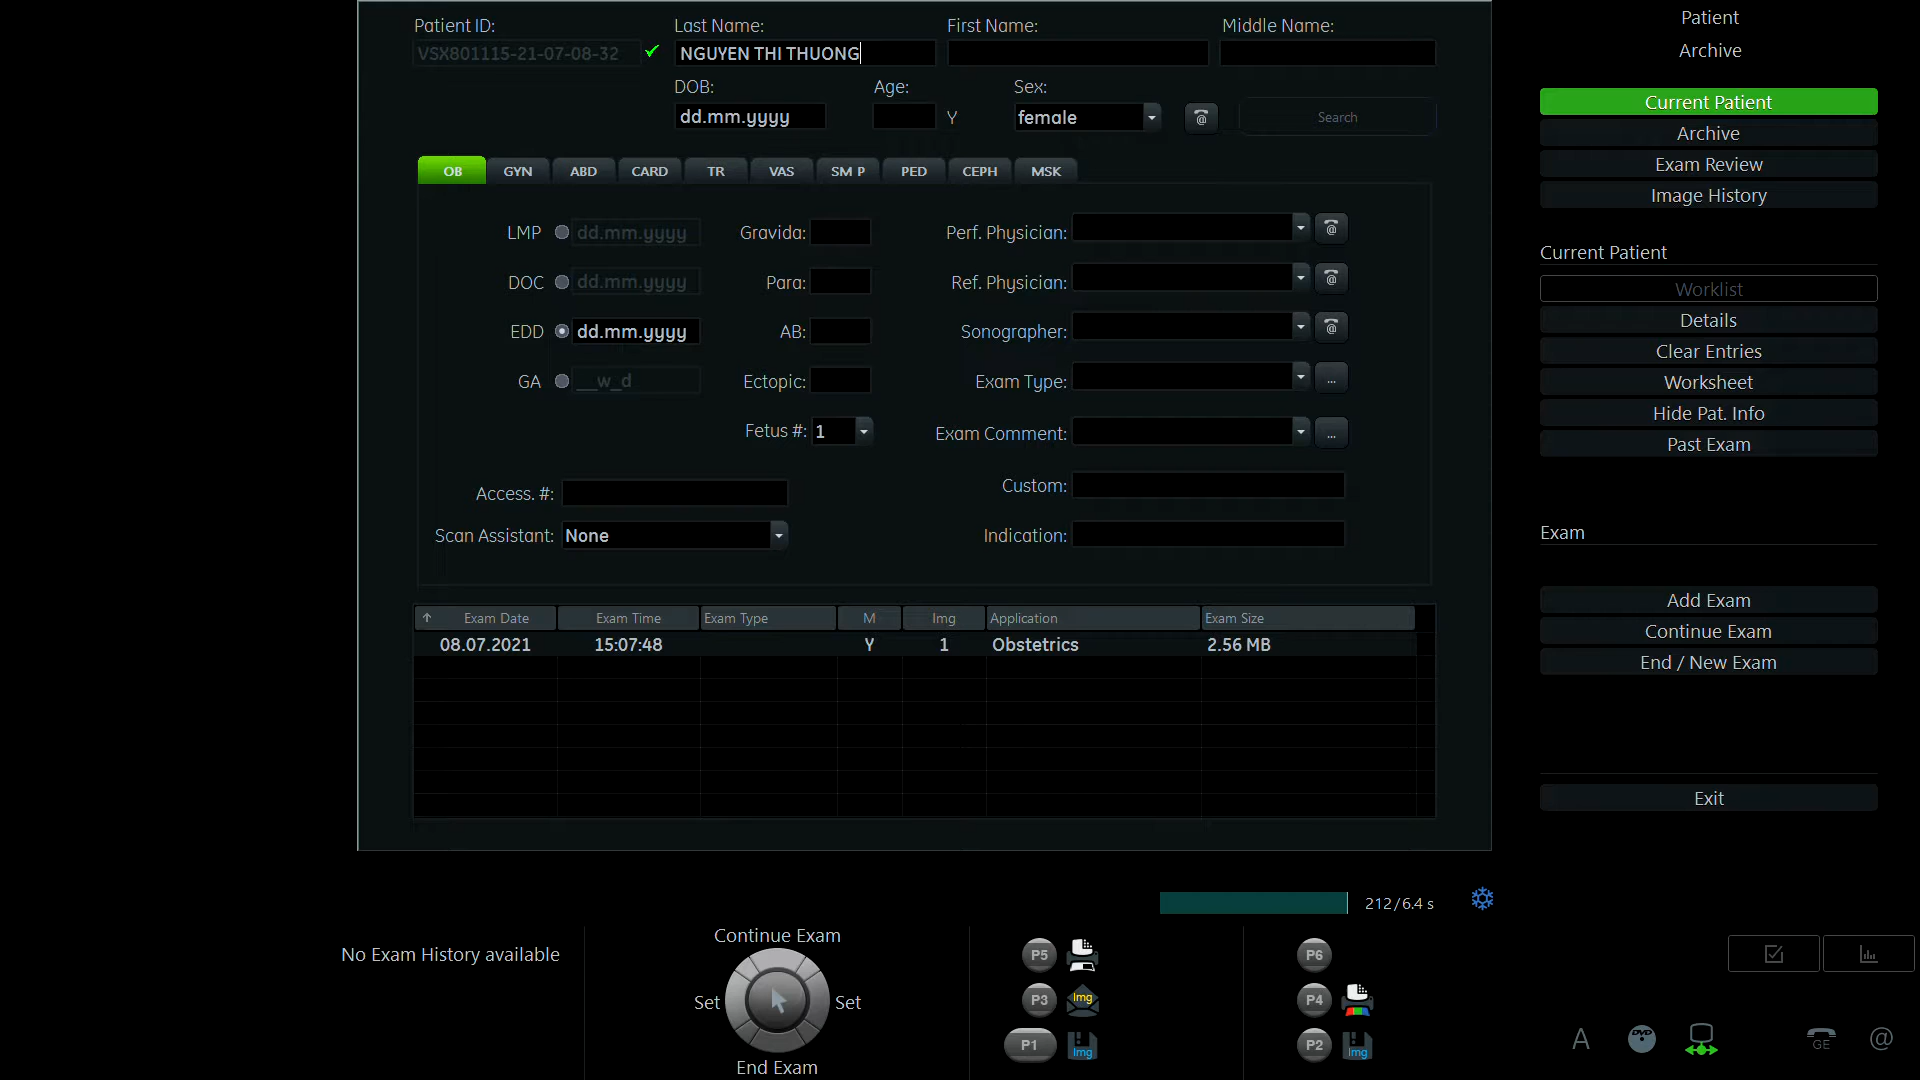 Patient ID: Last Name: First Name: Middle Name:
VSX801115-21-07-08-32 NGUYEN THI THUONG
DOB: Age: Sex:
dd.mm.yyyy Y female @ Search
OB GYN ABD CARD TR VAS SM P PED CEPH MSK
LMP dd.mm.yyyy Gravida: Perf. Physician: @
DOC dd.mm.yyyy Para: Ref. Physician: @
EDD dd.mm.yyyy AB: Sonographer: @
GA __w_d Ectopic: Exam Type: ...
Fetus #: 1 Exam Comment: ...
Access. #: Custom:
Scan Assistant: None Indication:
Exam Date Exam Time Exam Type M Img Application Exam Size
08.07.2021 15:07:48 Y 1 Obstetrics 2.56 MB
212/6.4 s
No Exam History available
Continue Exam
Set Set
End Exam
P5
P3 Img
P1 Img
P6
P4
P2 Img
Patient
Archive
Current Patient
Archive
Exam Review
Image History
Current Patient
Worklist
Details
Clear Entries
Worksheet
Hide Pat. Info
Past Exam
Exam
Add Exam
Continue Exam
End / New Exam
Exit
A DVD GE @